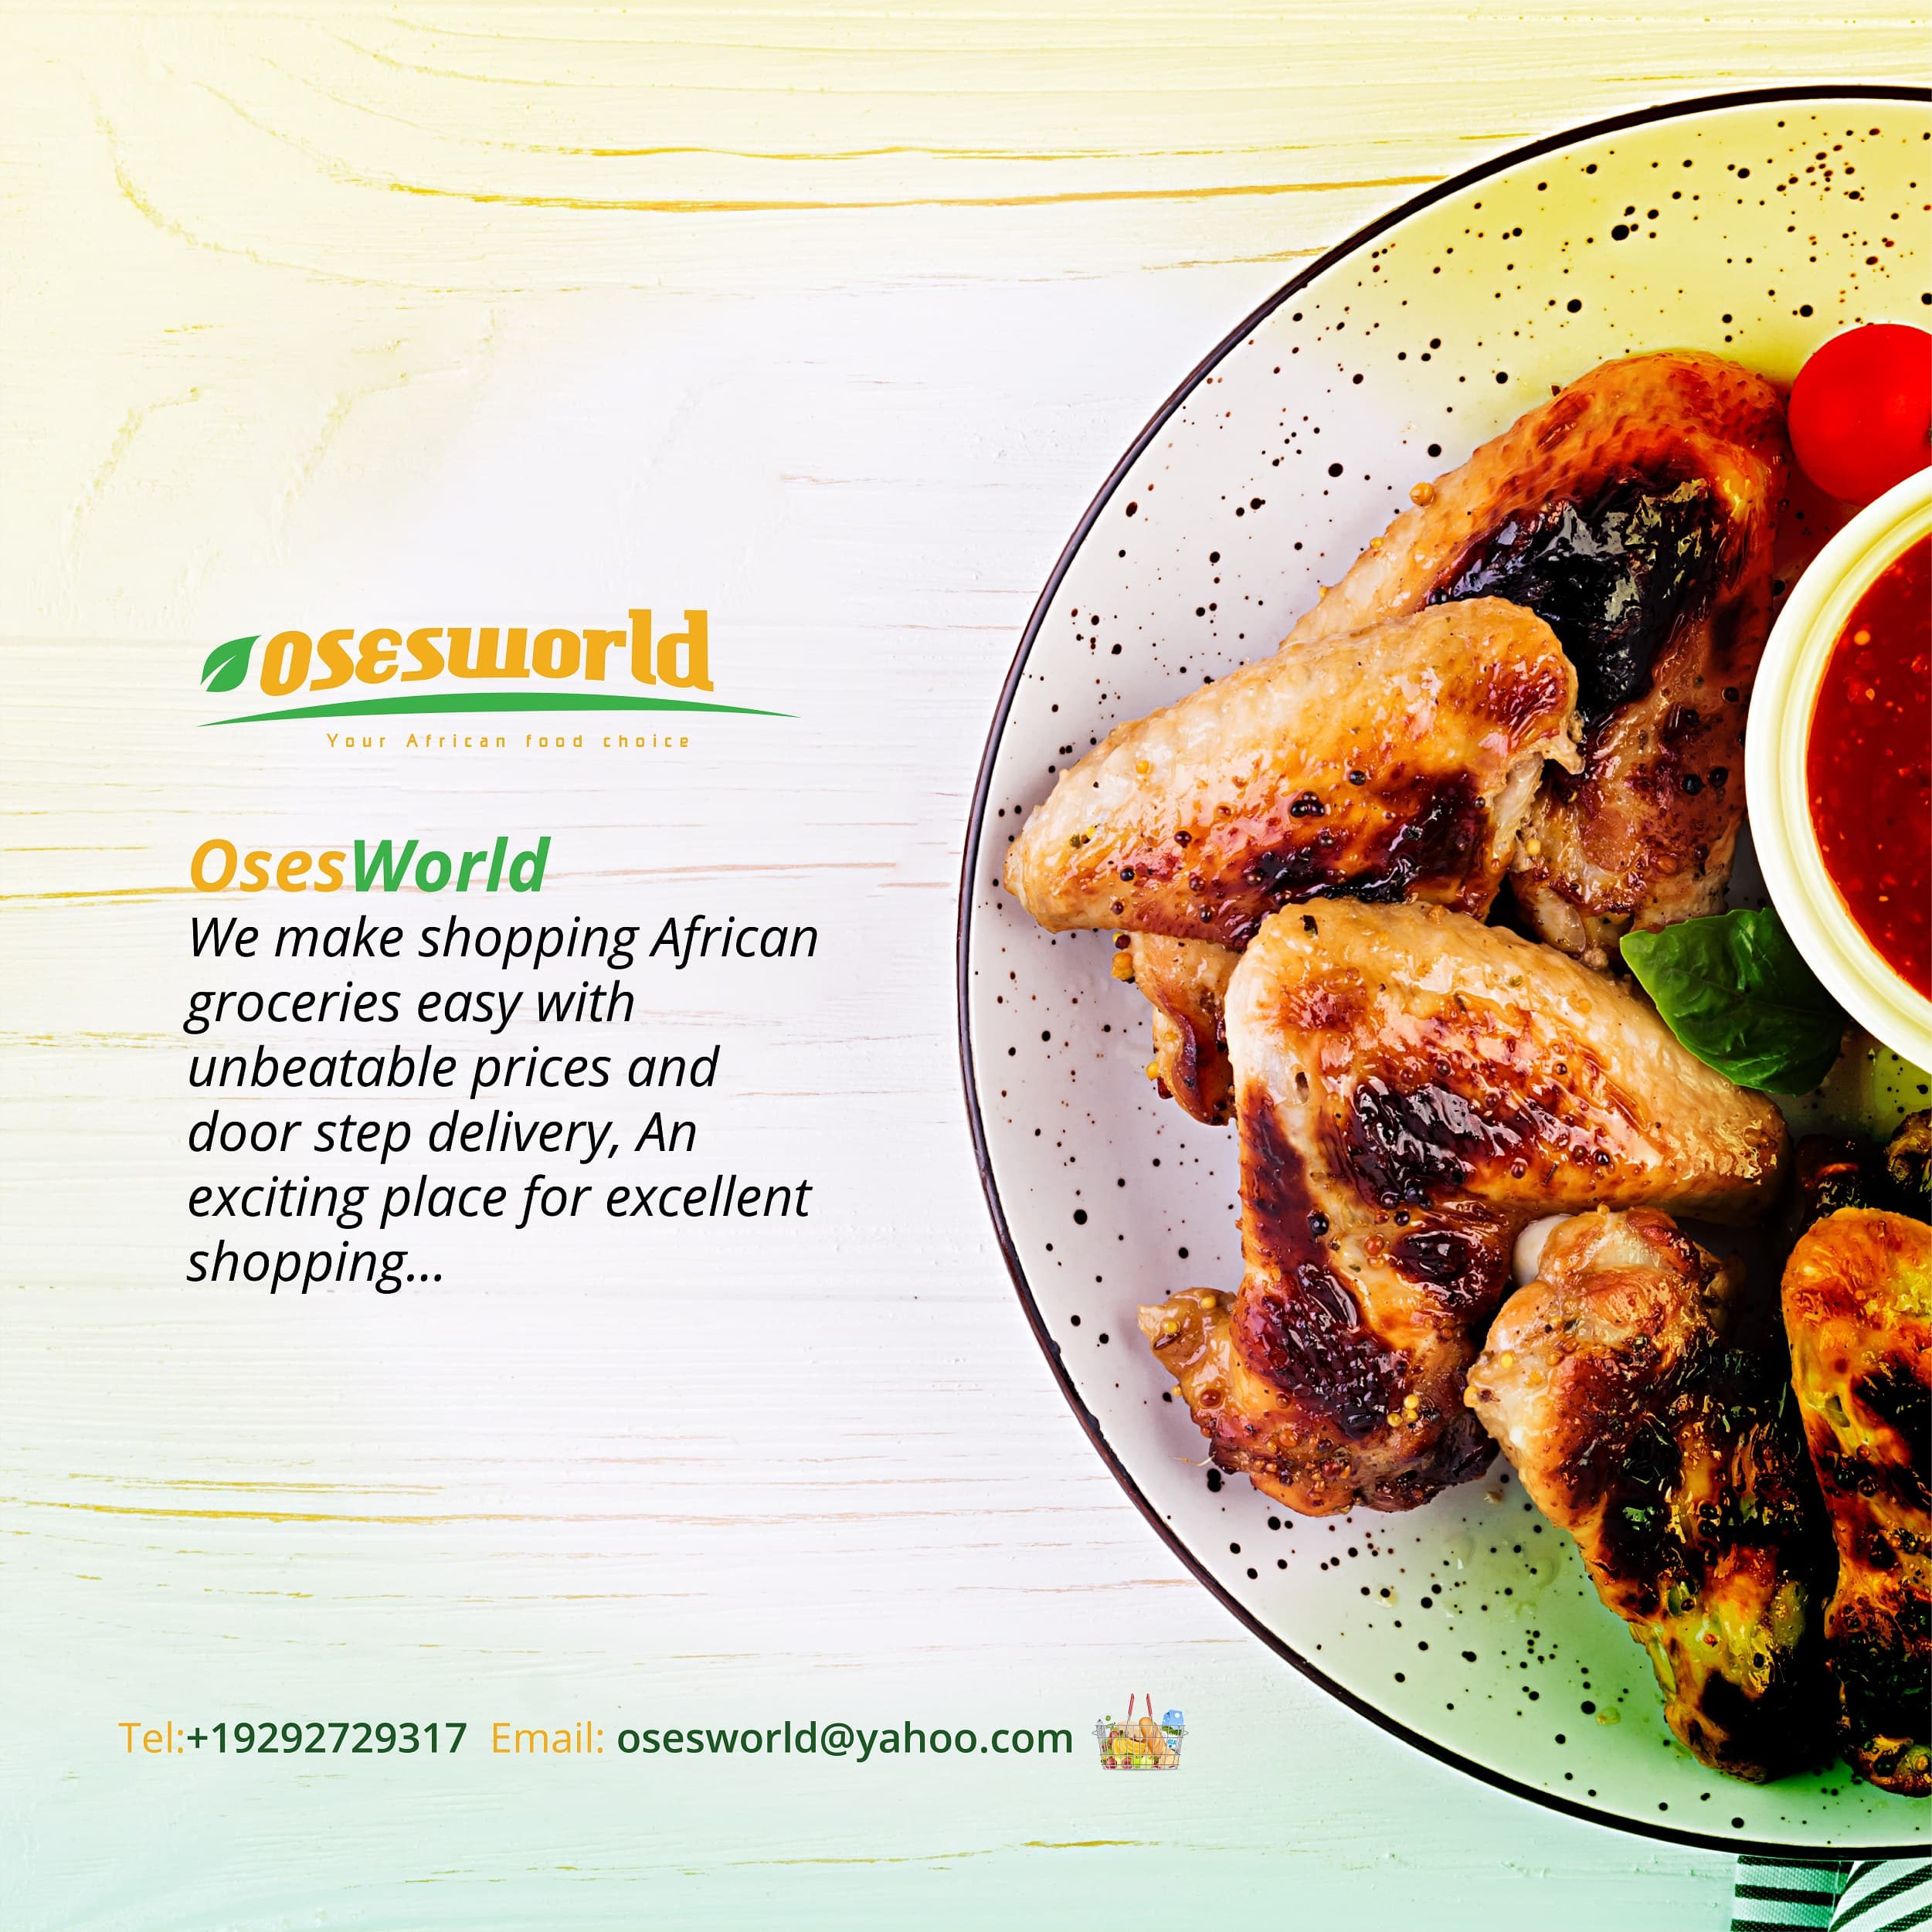 osesworld
Your African food choice
OsesWorld
We make shopping African
groceries easy with
unbeatable prices and
door step delivery, An
exciting place for excellent
shopping...
Tel:+19292729317 Email: osesworld@yahoo.com